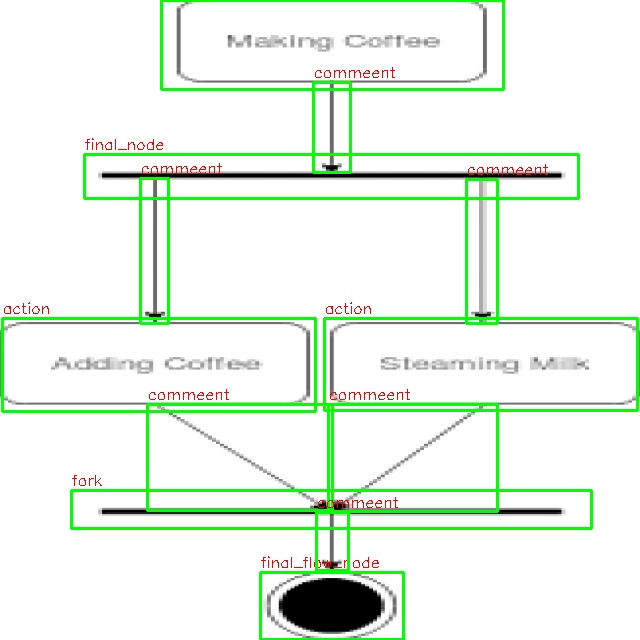 Making Coffee
commeent
final_node
commeent
commeent
action
action
Adding Coffee
Steaming Milk
commeent
commeent
fork
commeent
final_flow_node